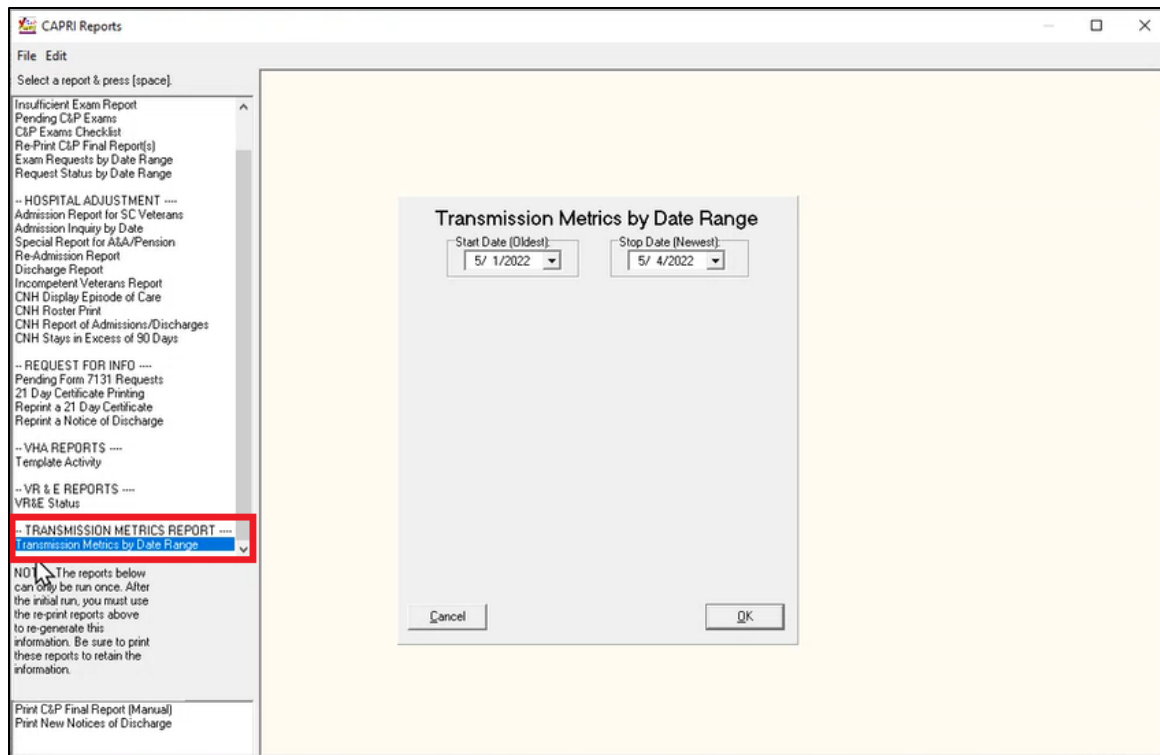 CAPRI Reports
File Edit
Select a report & press [space].
Insufficient Exam Report
Pending C&P Exams
C&P Exams Checklist
Re-Print C&P Final Report(s)
Exam Requests by Date Range
Request Status by Date Range
-- HOSPITAL ADJUSTMENT ----
Admission Report for SC Veterans
Admission Inquiry by Date
Special Report for A&A/Pension
Re-Admission Report
Discharge Report
Incompetent Veterans Report
CNH Display Episode of Care
CNH Roster Print
CNH Report of Admissions/Discharges
CNH Stays in Excess of 90 Days
-- REQUEST FOR INFO ----
Pending Form 7131 Requests
21 Day Certificate Printing
Reprint a 21 Day Certificate
Reprint a Notice of Discharge
-- VHA REPORTS ----
Template Activity
-- VR & E REPORTS ----
VR&E Status
-- TRANSMISSION METRICS REPORT ----
Transmission Metrics by Date Range
The reports below
can only be run once. After
the initial run, you must use
the re-print reports above
to re-generate this
information. Be sure to print
these reports to retain the
information.
Print C&P Final Report (Manual)
Print New Notices of Discharge
Transmission Metrics by Date Range
Start Date (Oldest): Stop Date (Newest):
5/ 1/2022 5/ 4/2022
Cancel OK